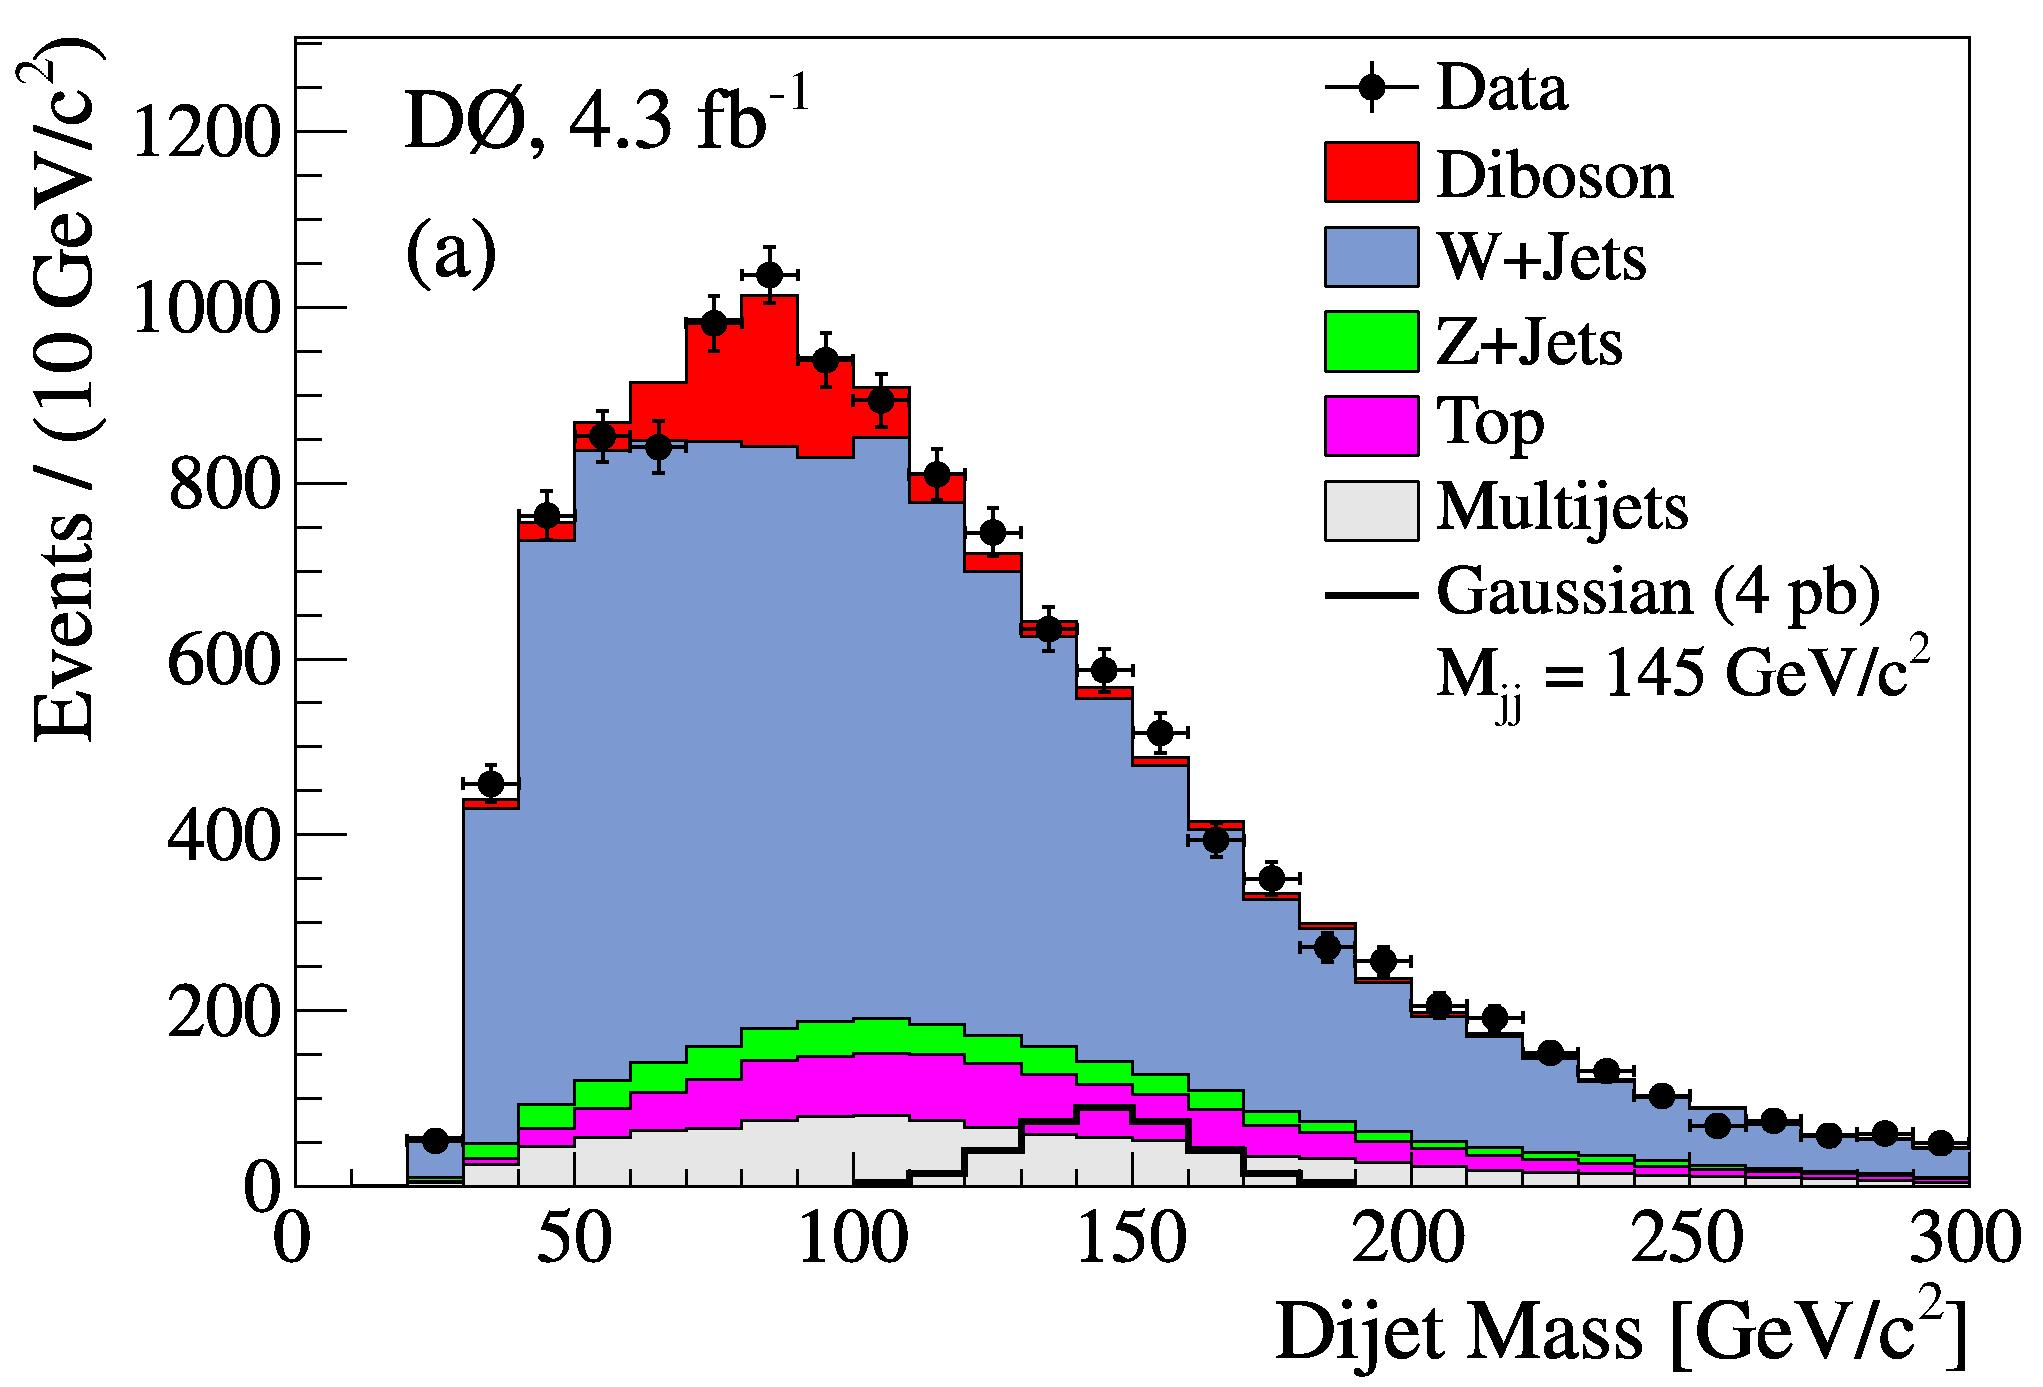 Events / (10 GeV/c²)
1200
1000
800
600
400
200
0
DØ, 4.3 fb⁻¹
(a)
Data
Diboson
W+Jets
Z+Jets
Top
Multijets
Gaussian (4 pb)
Mjj = 145 GeV/c²
0 50 100 150 200 250 300
Dijet Mass [GeV/c²]